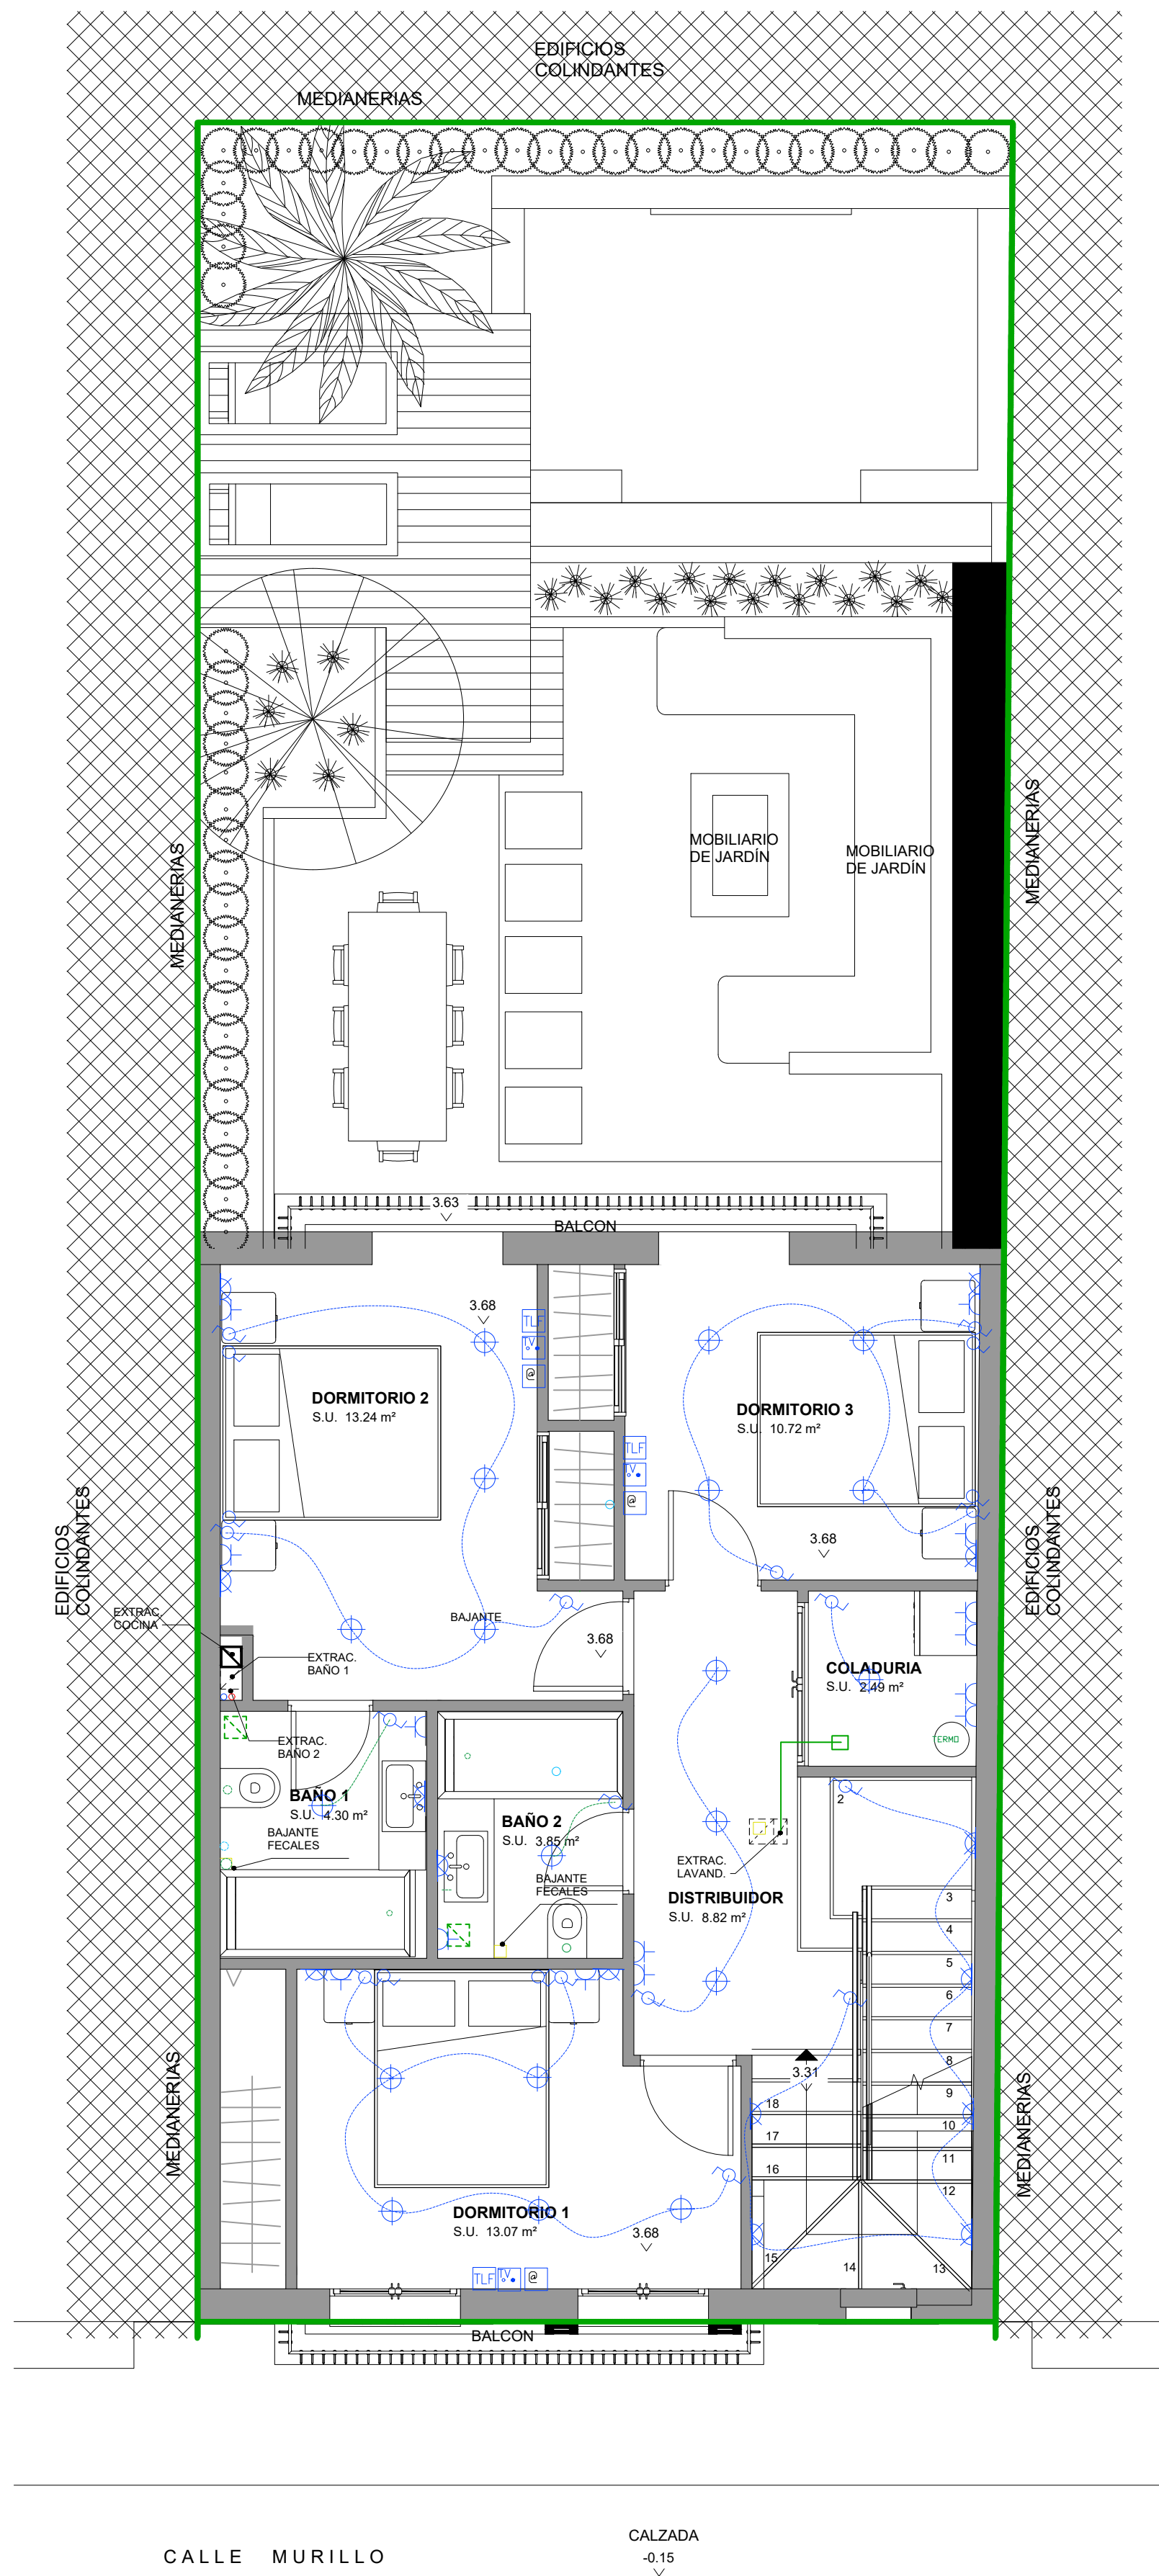 EDIFICIOS
COLINDANTES
MEDIANERIAS
MOBILIARIO
DE JARDÍN
MOBILIARIO
DE JARDÍN
MEDIANERIAS
MEDIANERIAS
3.63
BALCON
3.68
TLF
TV
@
DORMITORIO 2
S.U. 13.24 m²
DORMITORIO 3
S.U. 10.72 m²
TLF
TV
@
3.68
EDIFICIOS
COLINDANTES
EDIFICIOS
COLINDANTES
EXTRAC.
COCINA
BAJANTE
3.68
EXTRAC.
BAÑO 1
COLADURIA
S.U. 2.49 m²
TERMO
EXTRAC.
BAÑO 2
BAÑO 1
S.U. 4.30 m²
BAJANTE
FECALES
BAÑO 2
S.U. 3.85 m²
BAJANTE
FECALES
EXTRAC.
LAVAND.
DISTRIBUIDOR
S.U. 8.82 m²
2
3
4
5
6
7
8
9
10
11
12
13
14
15
16
17
18
3.31
MEDIANERIAS
MEDIANERIAS
DORMITORIO 1
S.U. 13.07 m²
3.68
TLF
TV
@
BALCON
CALZADA
-0.15
CALLE MURILLO